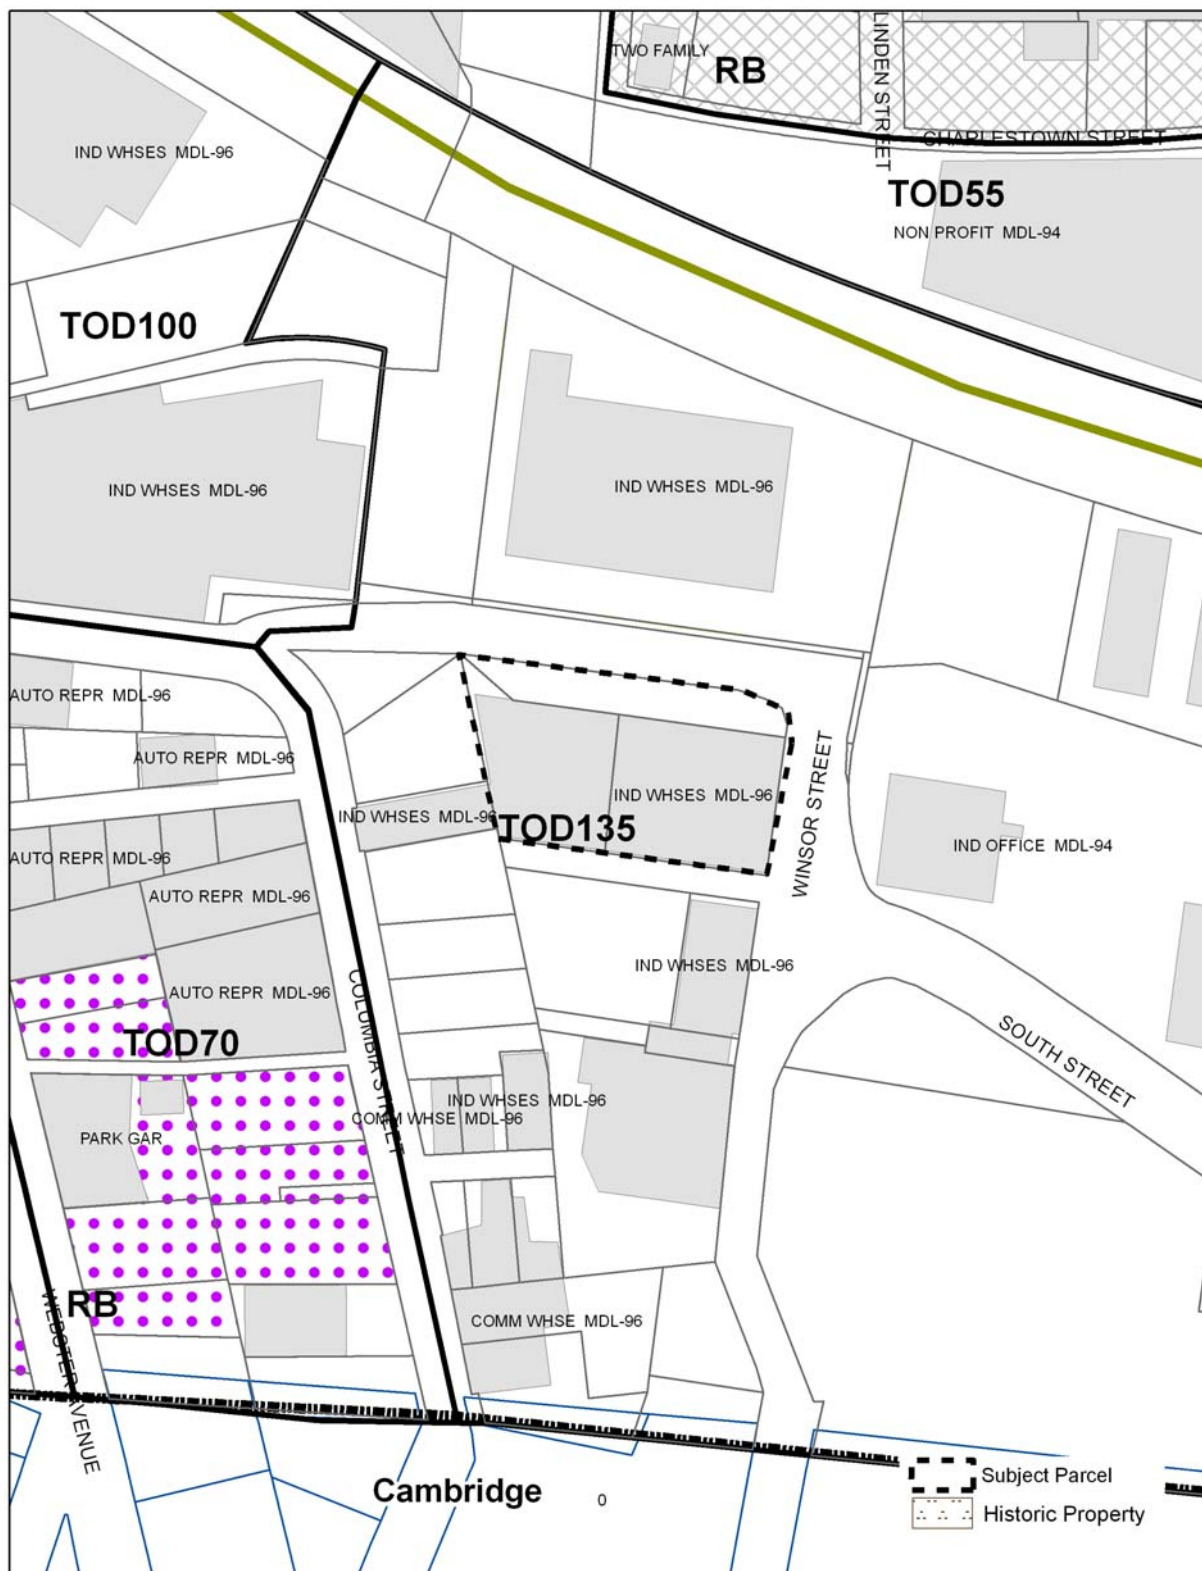 LINDEN STREET
TWO FAMILY
RB
CHARLESTOWN STREET
IND WHSES MDL-96
TOD55
NON PROFIT MDL-94
TOD100
IND WHSES MDL-96
IND WHSES MDL-96
AUTO REPR MDL-96
AUTO REPR MDL-96
WINSOR STREET
IND WHSES MDL-96
IND WHSES MDL-96
TOD135
IND OFFICE MDL-94
AUTO REPR MDL-96
AUTO REPR MDL-96
IND WHSES MDL-96
AUTO REPR MDL-96
COLUMBIA STREET
TOD70
SOUTH STREET
IND WHSES MDL-96
COMM WHSE MDL-96
PARK GAR
RB
WEBSTER AVENUE
COMM WHSE MDL-96
Cambridge
0
Subject Parcel
Historic Property